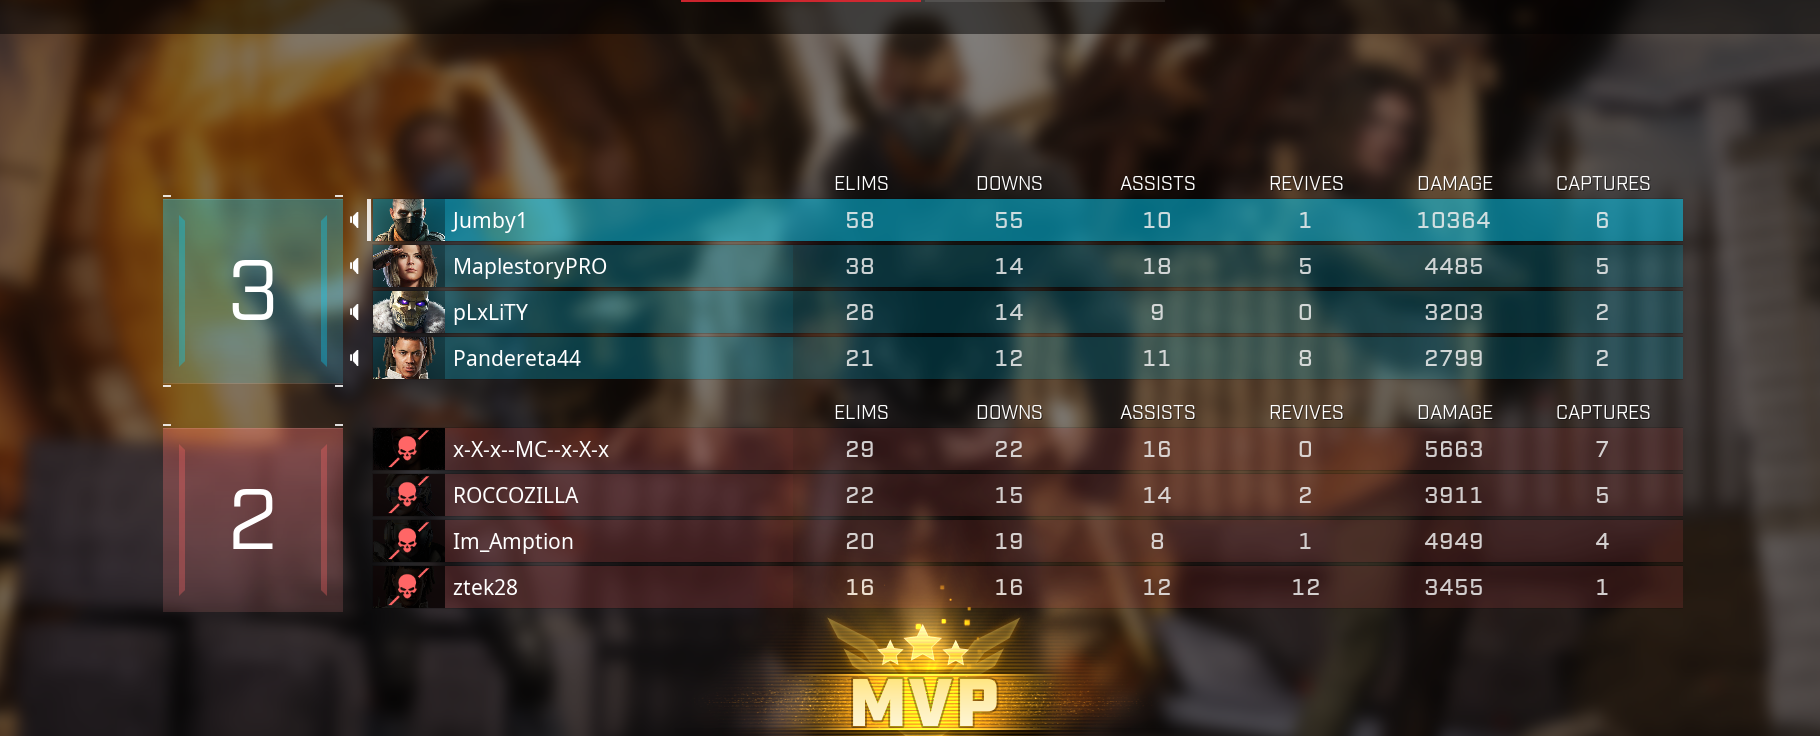 ELIMS DOWNS ASSISTS REVIVES DAMAGE CAPTURES
3
Jumby1 58 55 10 1 10364 6
MaplestoryPRO 38 14 18 5 4485 5
pLxLiTY 26 14 9 0 3203 2
Pandereta44 21 12 11 8 2799 2
ELIMS DOWNS ASSISTS REVIVES DAMAGE CAPTURES
2
x-X-x--MC--x-X-x 29 22 16 0 5663 7
ROCCOZILLA 22 15 14 2 3911 5
Im_Amption 20 19 8 1 4949 4
ztek28 16 16 12 12 3455 1
MVP